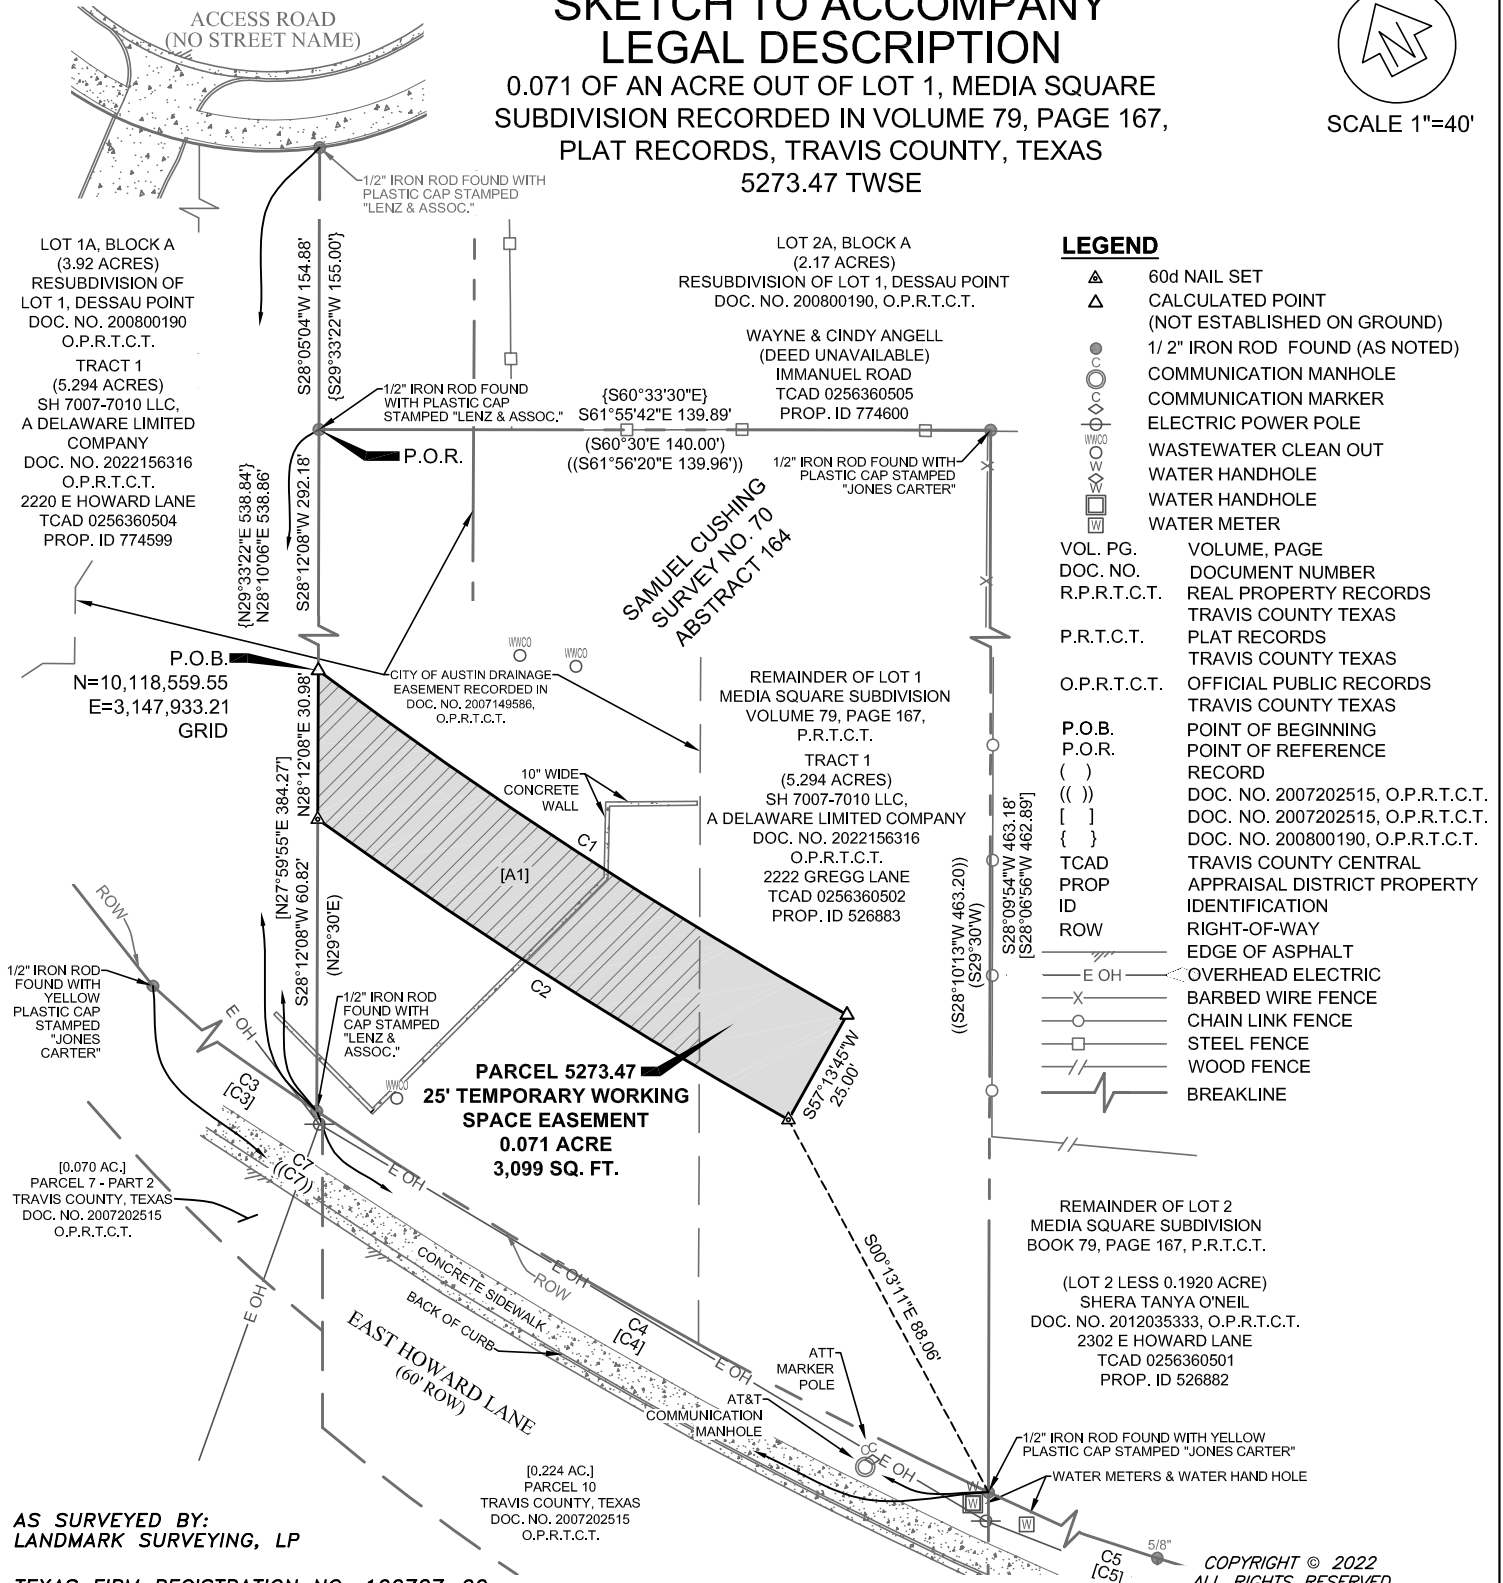 ACCESS ROAD
(NO STREET NAME)
SKETCH TO ACCOMPANY
LEGAL DESCRIPTION
0.071 OF AN ACRE OUT OF LOT 1, MEDIA SQUARE
SUBDIVISION RECORDED IN VOLUME 79, PAGE 167,
PLAT RECORDS, TRAVIS COUNTY, TEXAS
5273.47 TWSE
N
SCALE 1"=40'
1/2" IRON ROD FOUND WITH
PLASTIC CAP STAMPED
"LENZ & ASSOC."
LOT 1A, BLOCK A
(3.92 ACRES)
RESUBDIVISION OF
LOT 1, DESSAU POINT
DOC. NO. 200800190
O.P.R.T.C.T.
TRACT 1
(5.294 ACRES)
SH 7007-7010 LLC,
A DELAWARE LIMITED
COMPANY
DOC. NO. 2022156316
O.P.R.T.C.T.
2220 E HOWARD LANE
TCAD 0256360504
PROP. ID 774599
S28°05'04"W 154.88'
{S29°33'22"W 155.00'}
LOT 2A, BLOCK A
(2.17 ACRES)
RESUBDIVISION OF LOT 1, DESSAU POINT
DOC. NO. 200800190, O.P.R.T.C.T.
WAYNE & CINDY ANGELL
(DEED UNAVAILABLE)
IMMANUEL ROAD
TCAD 0256360505
PROP. ID 774600
1/2" IRON ROD FOUND
WITH PLASTIC CAP
STAMPED "LENZ & ASSOC."
{S60°33'30"E}
S61°55'42"E 139.89'
(S60°30'E 140.00')
((S61°56'20"E 139.96'))
P.O.R.
1/2" IRON ROD FOUND WITH
PLASTIC CAP STAMPED
"JONES CARTER"
{N29°33'22"E 538.84'}
N28°10'06"E 538.86'
S28°12'08"W 292.18'
SAMUEL CUSHING
SURVEY NO. 70
ABSTRACT 164
LEGEND
60d NAIL SET
CALCULATED POINT
(NOT ESTABLISHED ON GROUND)
1/ 2" IRON ROD FOUND (AS NOTED)
C
COMMUNICATION MANHOLE
C
COMMUNICATION MARKER
ELECTRIC POWER POLE
WWCO
WASTEWATER CLEAN OUT
W
WATER HANDHOLE
W
WATER HANDHOLE
W
WATER METER
VOL. PG. VOLUME, PAGE
DOC. NO. DOCUMENT NUMBER
R.P.R.T.C.T. REAL PROPERTY RECORDS
TRAVIS COUNTY TEXAS
P.R.T.C.T. PLAT RECORDS
TRAVIS COUNTY TEXAS
O.P.R.T.C.T. OFFICIAL PUBLIC RECORDS
TRAVIS COUNTY TEXAS
P.O.B. POINT OF BEGINNING
P.O.R. POINT OF REFERENCE
( ) RECORD
(( )) DOC. NO. 2007202515, O.P.R.T.C.T.
[ ] DOC. NO. 2007202515, O.P.R.T.C.T.
{ } DOC. NO. 200800190, O.P.R.T.C.T.
TCAD TRAVIS COUNTY CENTRAL
PROP APPRAISAL DISTRICT PROPERTY
ID IDENTIFICATION
ROW RIGHT-OF-WAY
EDGE OF ASPHALT
E OH OVERHEAD ELECTRIC
X BARBED WIRE FENCE
CHAIN LINK FENCE
STEEL FENCE
WOOD FENCE
BREAKLINE
P.O.B.
N=10,118,559.55
E=3,147,933.21
GRID
WWCO
WWCO
CITY OF AUSTIN DRAINAGE
EASEMENT RECORDED IN
DOC. NO. 2007149586,
O.P.R.T.C.T.
N28°12'08"E 30.98'
REMAINDER OF LOT 1
MEDIA SQUARE SUBDIVISION
VOLUME 79, PAGE 167,
P.R.T.C.T.
TRACT 1
(5.294 ACRES)
SH 7007-7010 LLC,
A DELAWARE LIMITED COMPANY
DOC. NO. 2022156316
O.P.R.T.C.T.
2222 GREGG LANE
TCAD 0256360502
PROP. ID 526883
10" WIDE
CONCRETE
WALL
[N27°59'55"E 384.27']
S28°12'08"W 60.82'
(N29°30'E)
C1
[A1]
C2
((S28°10'13"W 463.20))
(S29°30'W)
S28°09'54"W 463.18'
[S28°06'56"W 462.89']
X
X
ROW
1/2" IRON ROD
FOUND WITH
YELLOW
PLASTIC CAP
STAMPED
"JONES
CARTER"
E OH
1/2" IRON ROD
FOUND WITH
CAP STAMPED
"LENZ &
ASSOC."
WWCO
C3
[C3]
PARCEL 5273.47
25' TEMPORARY WORKING
SPACE EASEMENT
0.071 ACRE
3,099 SQ. FT.
S57°13'45"W
25.00'
C7
((C7))
[0.070 AC.]
PARCEL 7 - PART 2
TRAVIS COUNTY, TEXAS
DOC. NO. 2007202515
O.P.R.T.C.T.
E OH
E OH
E OH
ROW
CONCRETE SIDEWALK
BACK OF CURB
EAST HOWARD LANE
(60' ROW)
C4
[C4]
E OH
S00°13'11"E 88.06'
REMAINDER OF LOT 2
MEDIA SQUARE SUBDIVISION
BOOK 79, PAGE 167, P.R.T.C.T.
(LOT 2 LESS 0.1920 ACRE)
SHERA TANYA O'NEIL
DOC. NO. 2012035333, O.P.R.T.C.T.
2302 E HOWARD LANE
TCAD 0256360501
PROP. ID 526882
ATT
MARKER
POLE
AT&T
COMMUNICATION
MANHOLE
C
C
E OH
1/2" IRON ROD FOUND WITH YELLOW
PLASTIC CAP STAMPED "JONES CARTER"
WATER METERS & WATER HAND HOLE
W
W
W
[0.224 AC.]
PARCEL 10
TRAVIS COUNTY, TEXAS
DOC. NO. 2007202515
O.P.R.T.C.T.
5/8"
C5
[C5]
AS SURVEYED BY:
LANDMARK SURVEYING, LP
COPYRIGHT © 2022
ALL RIGHTS RESERVED
TEXAS FIRM REGISTRATION NO.